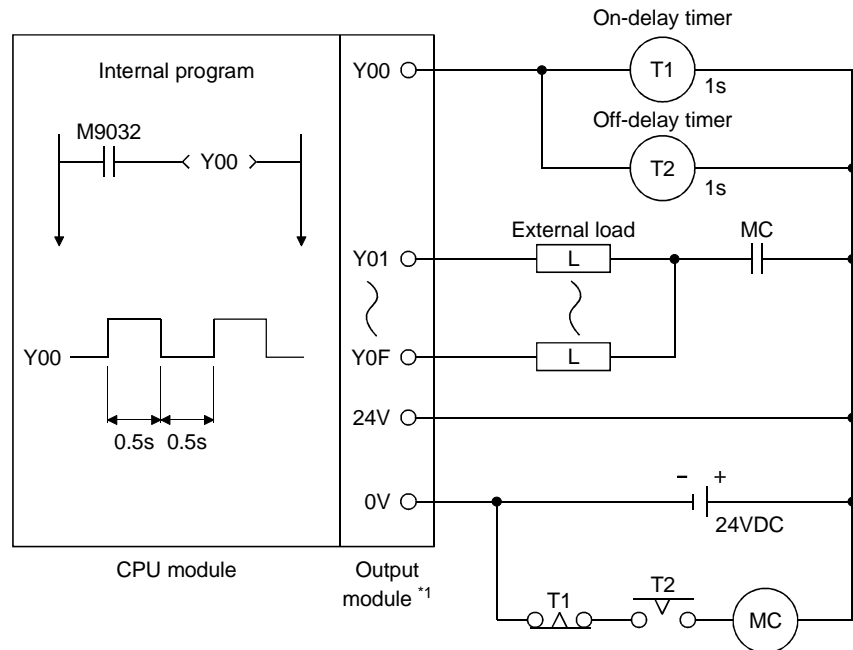 On-delay timer
Internal program
Y00
T1
1s
M9032
Off-delay timer
Y00
T2
1s
External load
MC
Y01
L
Y00
Y0F
L
0.5s 0.5s
24V
0V
− +
24VDC
CPU module
Output
module *1
T1
T2
MC